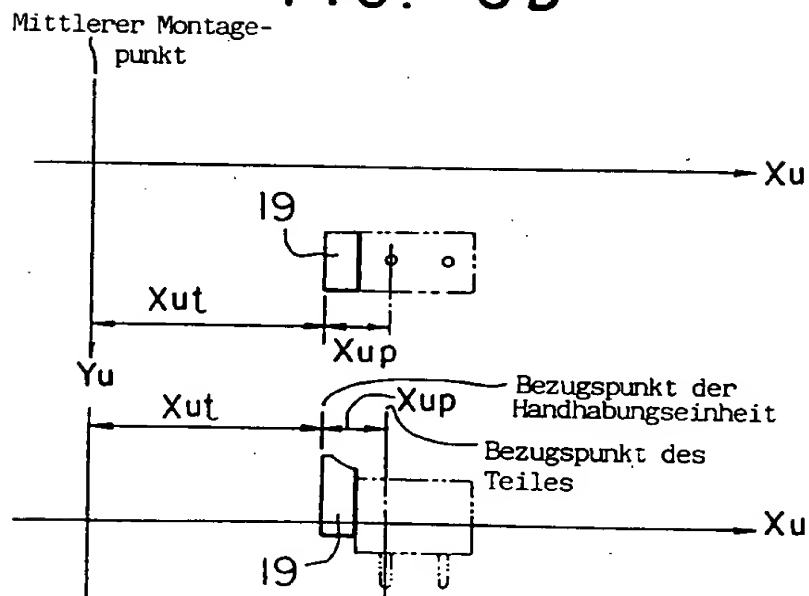 Mittlerer Montage-
punkt
Xu
19
Xut
Xup
Yu
Xut
Xup
Bezugspunkt der
Handhabungseinheit
Bezugspunkt des
Teiles
Xu
19